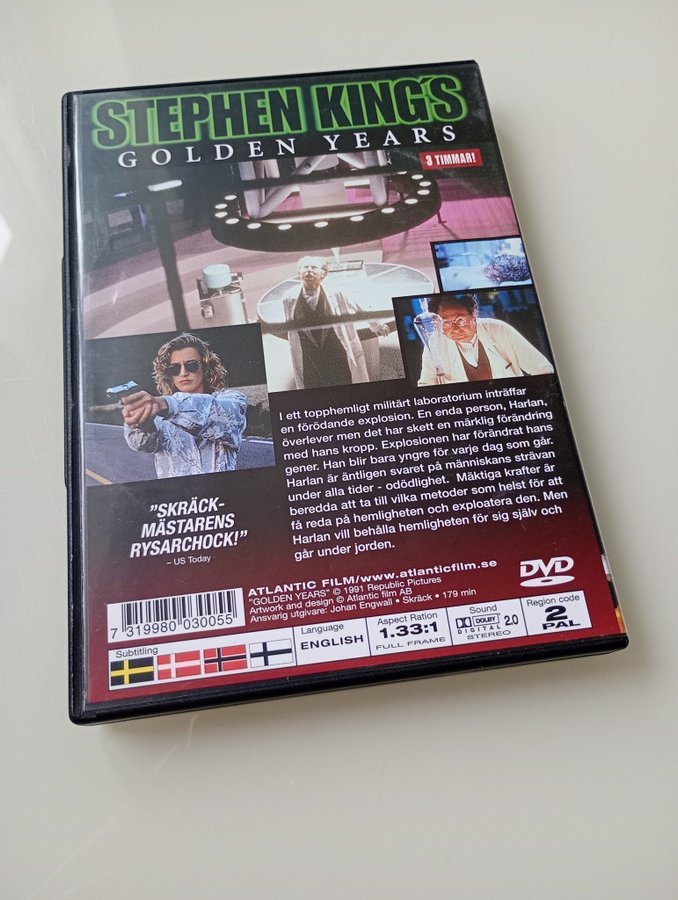 STEPHEN KING'S
GOLDEN YEARS
3 TIMMAR!
I ett topphemligt militärt laboratorium inträffar
en förödande explosion. En enda person, Harlan,
överlever men det har skett en märklig förändring
med hans kropp. Explosionen har förändrat hans
gener. Han blir bara yngre för varje dag som går.
Harlan är äntligen svaret på människans strävan
under alla tider - odödlighet. Mäktiga krafter är
beredda att ta till vilka metoder som helst för att
få reda på hemligheten och exploatera den. Men
Harlan vill behålla hemligheten för sig själv och
går under jorden.
"SKRÄCK-
MÄSTARENS
RYSARCHOCK!"
– US Today
ATLANTIC FILM/www.atlanticfilm.se
"GOLDEN YEARS" © 1991 Republic Pictures
Artwork and design © Atlantic film AB
Ansvarig utgivare: Johan Engwall • Skräck • 179 min
DVD
7 319980 030055
Subtitling
Language
ENGLISH
Aspect Ration
1.33:1
FULL FRAME
Sound
DOLBY 2.0
DIGITAL STEREO
Region code
2
PAL